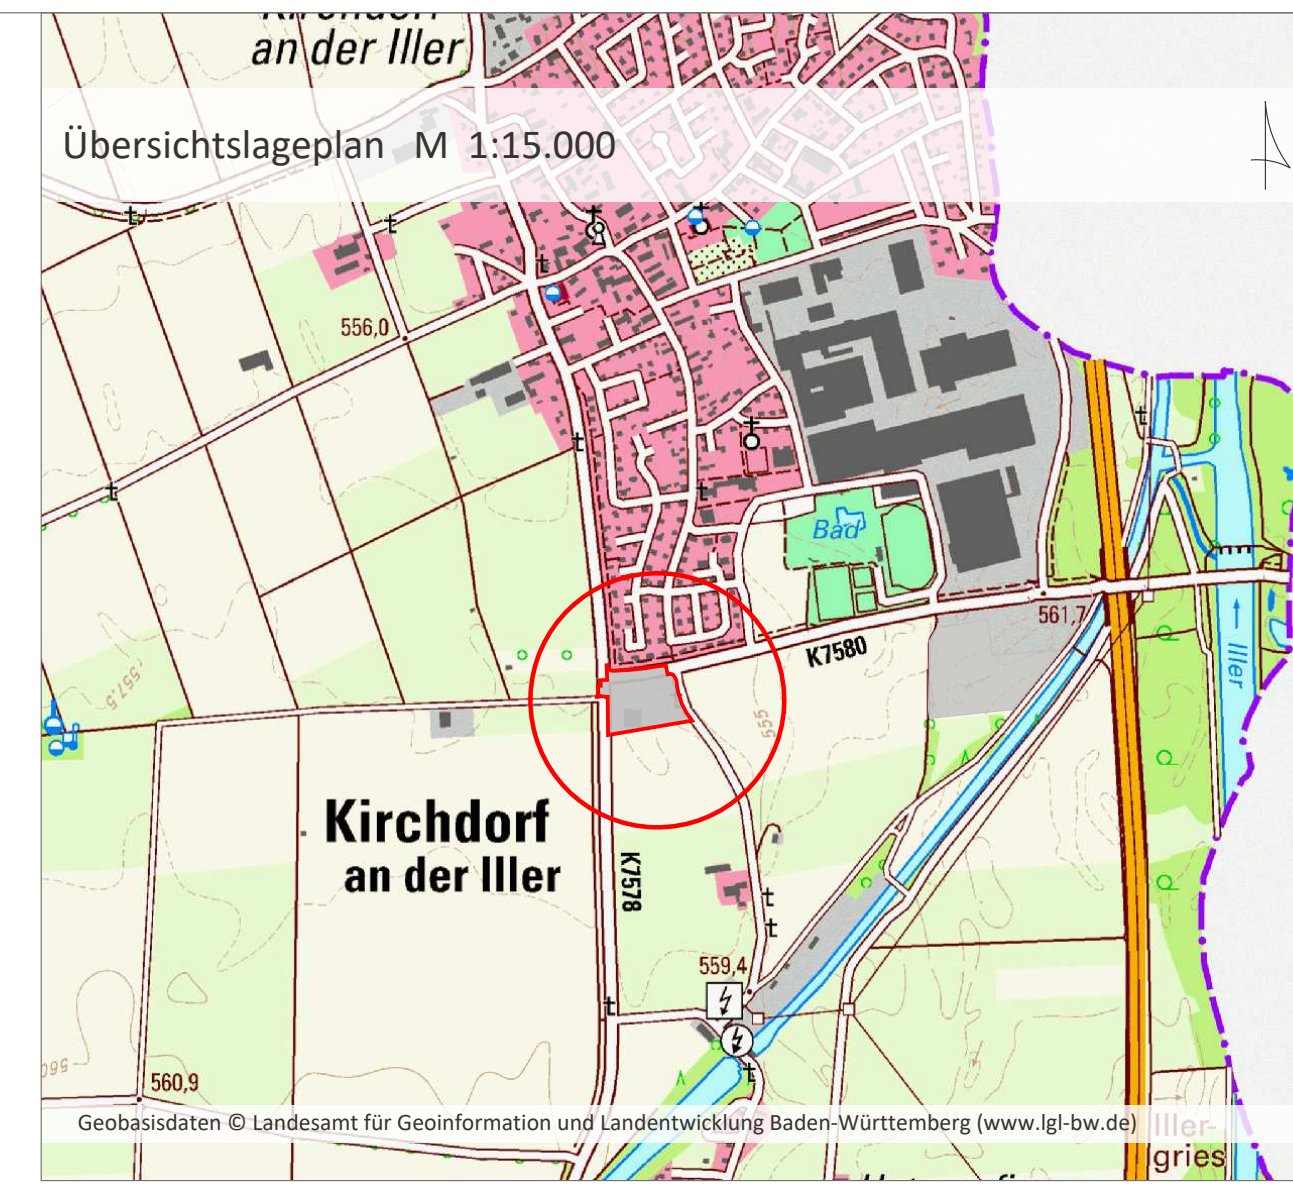 Kirchdorf
an der Iller
Übersichtslageplan M 1:15.000
556,0
Bad
561,7
K7580
Iller
557,5
555
Kirchdorf
an der Iller
K7578
559,4
560,9
Geobasisdaten © Landesamt für Geoinformation und Landentwicklung Baden-Württemberg (www.lgl-bw.de)
Iller-
gries